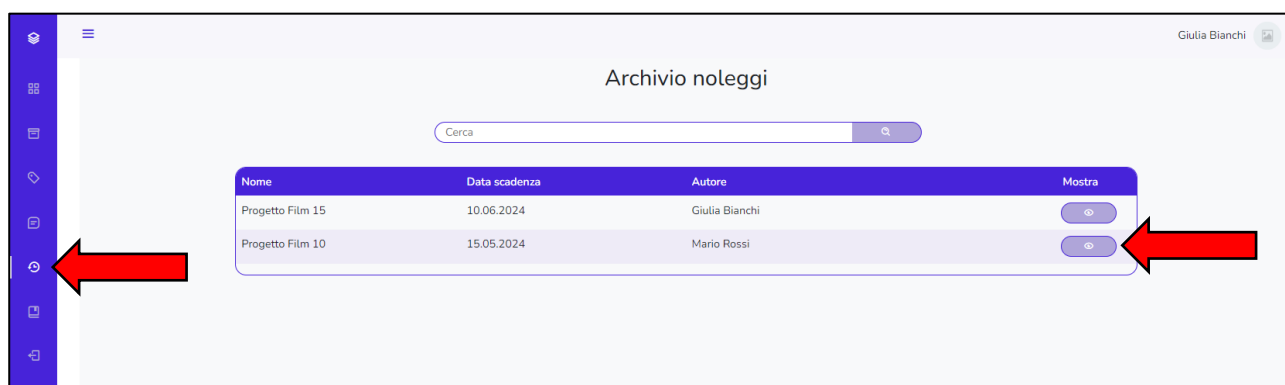 Giulia Bianchi
Archivio noleggi
Cerca
Nome Data scadenza Autore Mostra
Progetto Film 15 10.06.2024 Giulia Bianchi
Progetto Film 10 15.05.2024 Mario Rossi